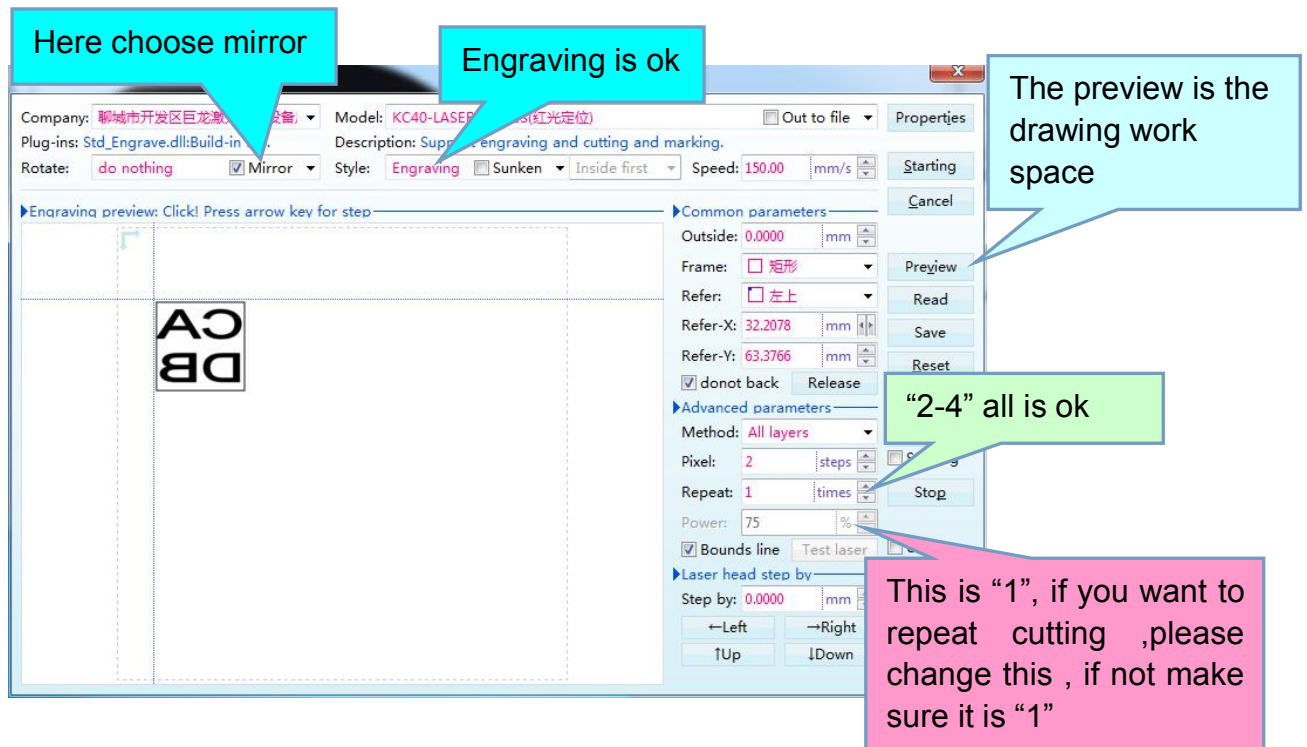 Here choose mirror
Engraving is ok
The preview is the
drawing work
space
Company: 聊城市开发区巨龙激 设备 Model: KC40-LASER (红光定位) Out to file Properties
Plug-ins: Std_Engrave.dll:Build-in Description: Support engraving and cutting and marking.
Rotate: do nothing Mirror Style: Engraving Sunken Inside first Speed: 150.00 mm/s Starting
Engraving preview: Click! Press arrow key for step Common parameters Cancel
Outside: 0.0000 mm
Frame: 矩形 Preview
Refer: 左上 Read
CA
DB
Refer-X: 32.2078 mm Save
Refer-Y: 63.3766 mm Reset
donot back Release
“2-4” all is ok
Advanced parameters
Method: All layers
Pixel: 2 steps
Repeat: 1 times Stop
Power: 75 %
Bounds line Test laser
Laser head step by
Step by: 0.0000 mm
←Left →Right
↑Up ↓Down
This is “1”, if you want to
repeat cutting ,please
change this , if not make
sure it is “1”